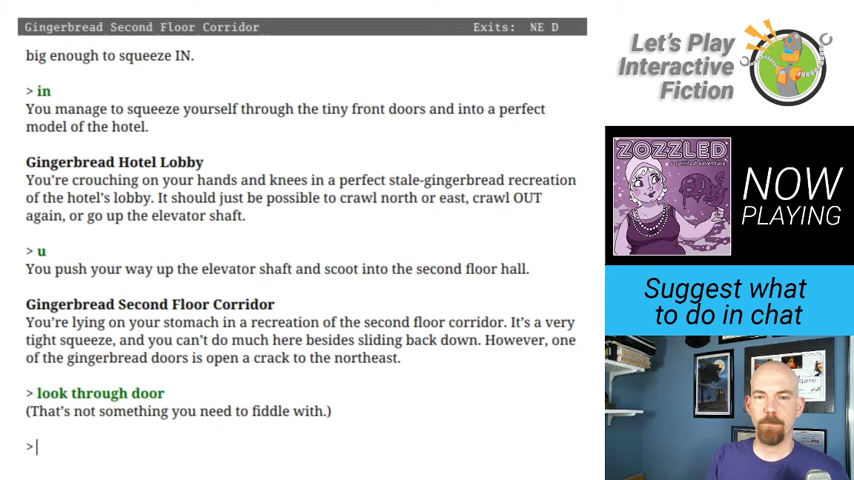 Gingerbread Second Floor Corridor Exits: NE D
big enough to squeeze IN.
> in
You manage to squeeze yourself through the tiny front doors and into a perfect
model of the hotel.
Gingerbread Hotel Lobby
You're crouching on your hands and knees in a perfect stale-gingerbread recreation
of the hotel's lobby. It should just be possible to crawl north or east, crawl OUT
again, or go up the elevator shaft.
> u
You push your way up the elevator shaft and scoot into the second floor hall.
Gingerbread Second Floor Corridor
You're lying on your stomach in a recreation of the second floor corridor. It's a very
tight squeeze, and you can't do much here besides sliding back down. However, one
of the gingerbread doors is open a crack to the northeast.
> look through door
(That's not something you need to fiddle with.)
>
Let's Play
Interactive
Fiction
ZOZZLED
NOW
PLAYING
Suggest what
to do in chat